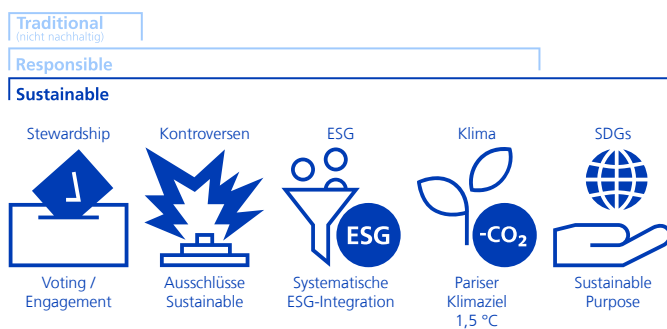 Traditional
(nicht nachhaltig)
Responsible
Sustainable
Stewardship
Kontroversen
ESG
Klima
SDGs
ESG
-CO₂
Voting /
Engagement
Ausschlüsse
Sustainable
Systematische
ESG-Integration
Pariser
Klimaziel
1,5 °C
Sustainable
Purpose